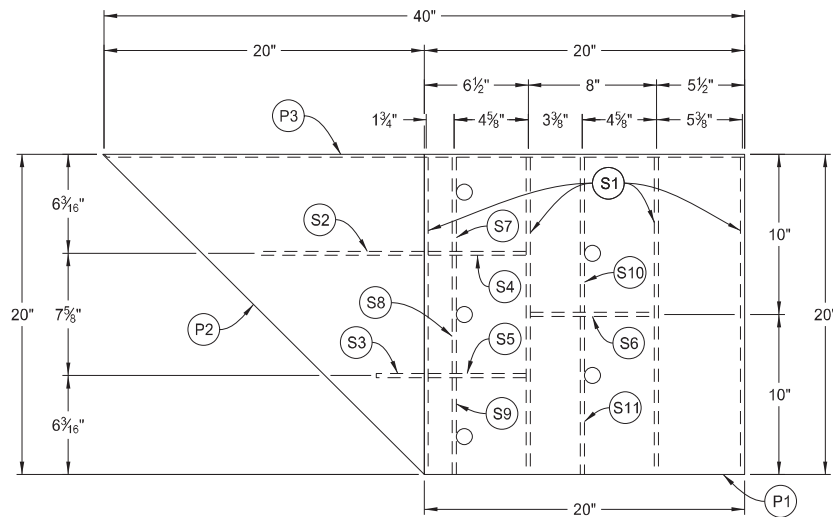 40"
20" 20"
6½" 8" 5½"
1¾" 4⅝" 3⅜" 4⅝" 5⅜"
P3
S1
6³⁄₁₆" S2 S7 10"
S4 S10
20" 7⅝" P2 S8 20"
S3 S5 S6
6³⁄₁₆" S9 S11 10"
P1
20"